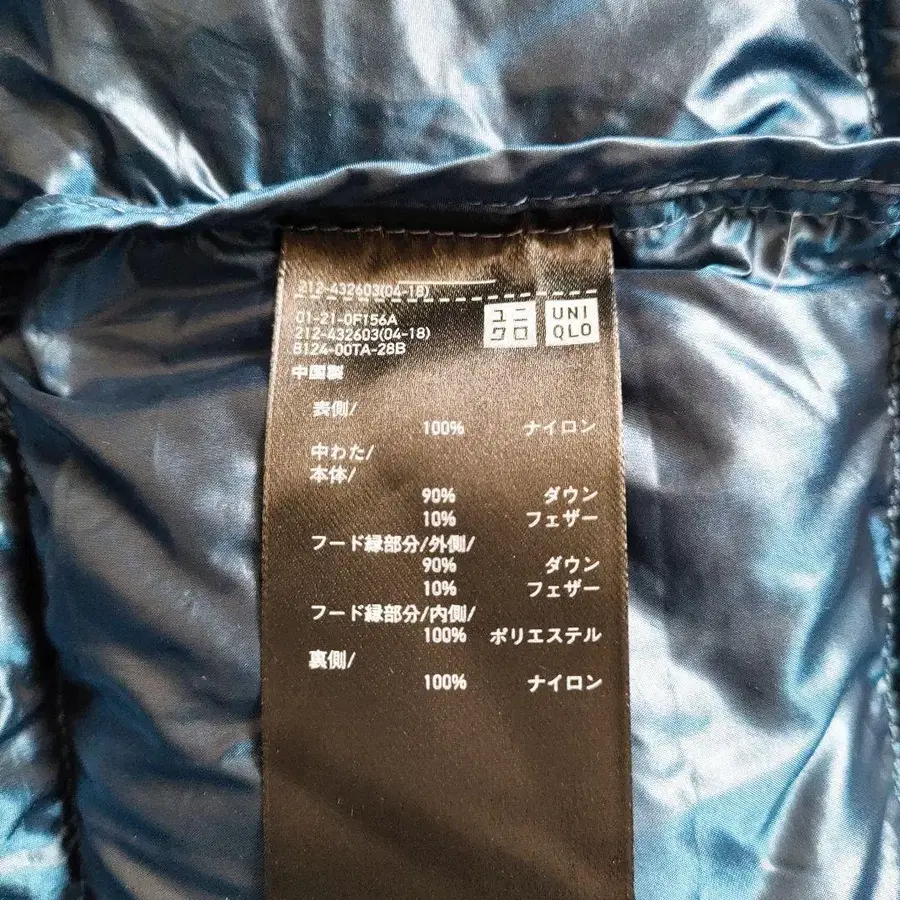 212-432603(04-18)
01-21-0F156A
212-432603(04-18)
8124-00TA-28B
ユニ
クロ
UNI
QLO
中国製
表側/
100% ナイロン
中わた/
本体/
90% ダウン
10% フェザー
フード縁部分/外側/
90% ダウン
10% フェザー
フード縁部分/内側/
100% ポリエステル
裏側/
100% ナイロン